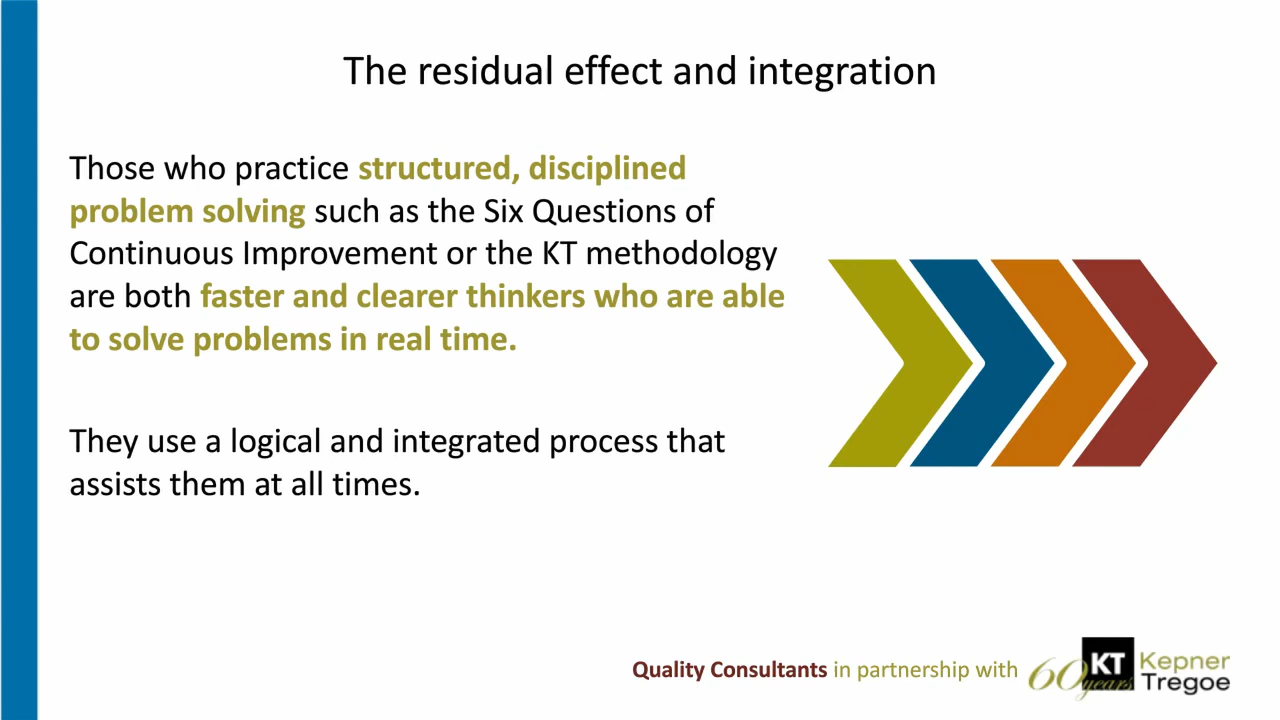 The residual effect and integration
Those who practice structured, disciplined
problem solving such as the Six Questions of
Continuous Improvement or the KT methodology
are both faster and clearer thinkers who are able
to solve problems in real time.
They use a logical and integrated process that
assists them at all times.
Quality Consultants in partnership with
60 years
KT
Kepner
Tregoe